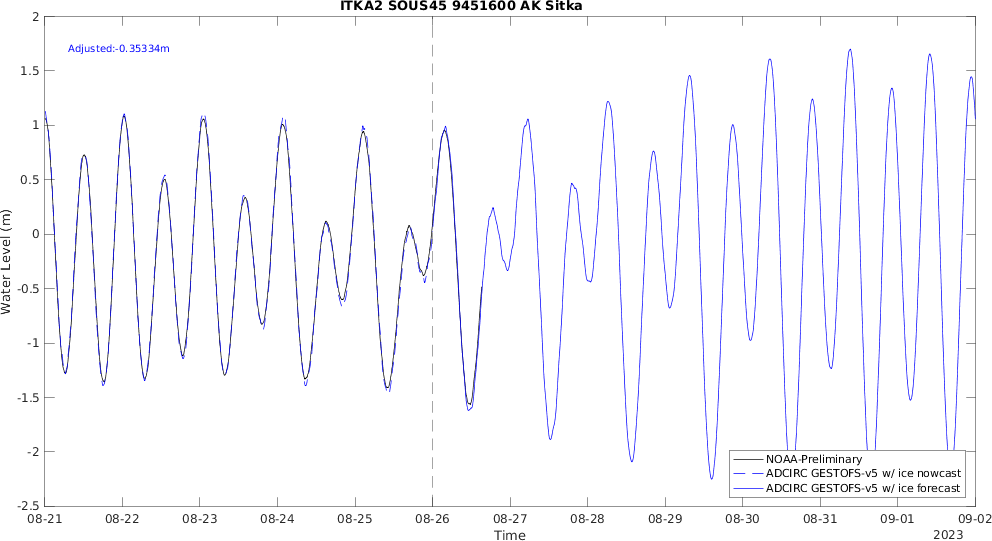 ITKA2 SOUS45 9451600 AK Sitka
Adjusted:-0.35334m
2
1.5
1
0.5
0
-0.5
-1
-1.5
-2
-2.5
Water Level (m)
NOAA-Preliminary
ADCIRC GESTOFS-v5 w/ ice nowcast
ADCIRC GESTOFS-v5 w/ ice forecast
08-21 08-22 08-23 08-24 08-25 08-26 08-27 08-28 08-29 08-30 08-31 09-01 09-02
Time
2023